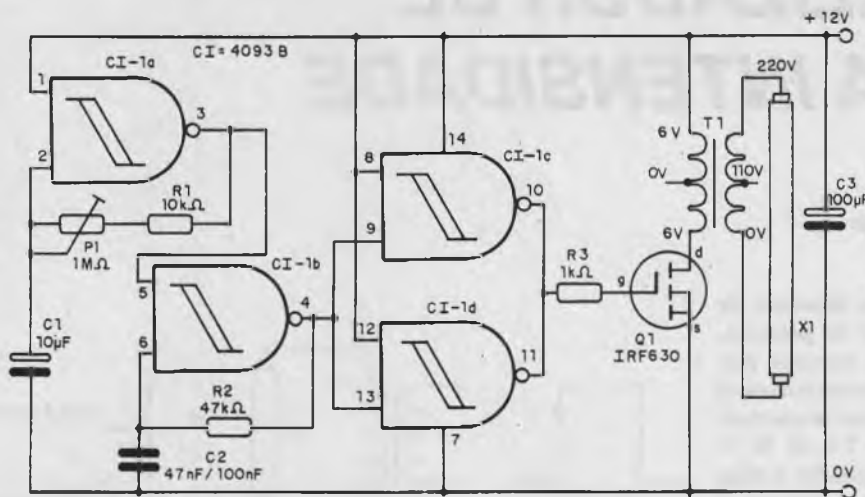 + 12V
CI = 4093 B
CI-1a
1
3
2
R1
10kΩ
P1
1MΩ
CI-1b
5
4
6
C1
10µF
R2
47kΩ
C2
47nF/100nF
14
CI-1c
8
10
9
CI-1d
12
11
13
7
R3
1kΩ
g
d
s
Q1
IRF630
6V
0V
6V
T1
220V
110V
0V
X1
C3
100µF
0V